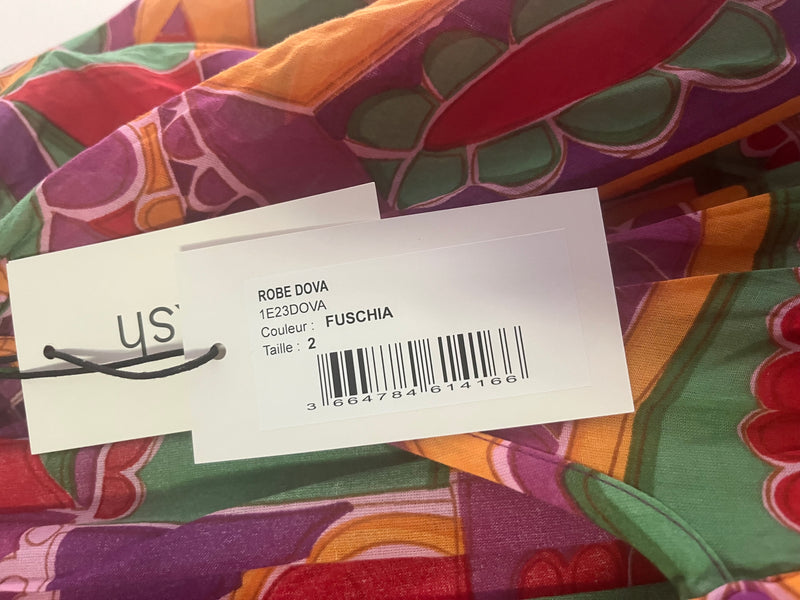 ROBE DOVA
1E23DOVA
Couleur : FUSCHIA
Taille : 2
3 664784 614166